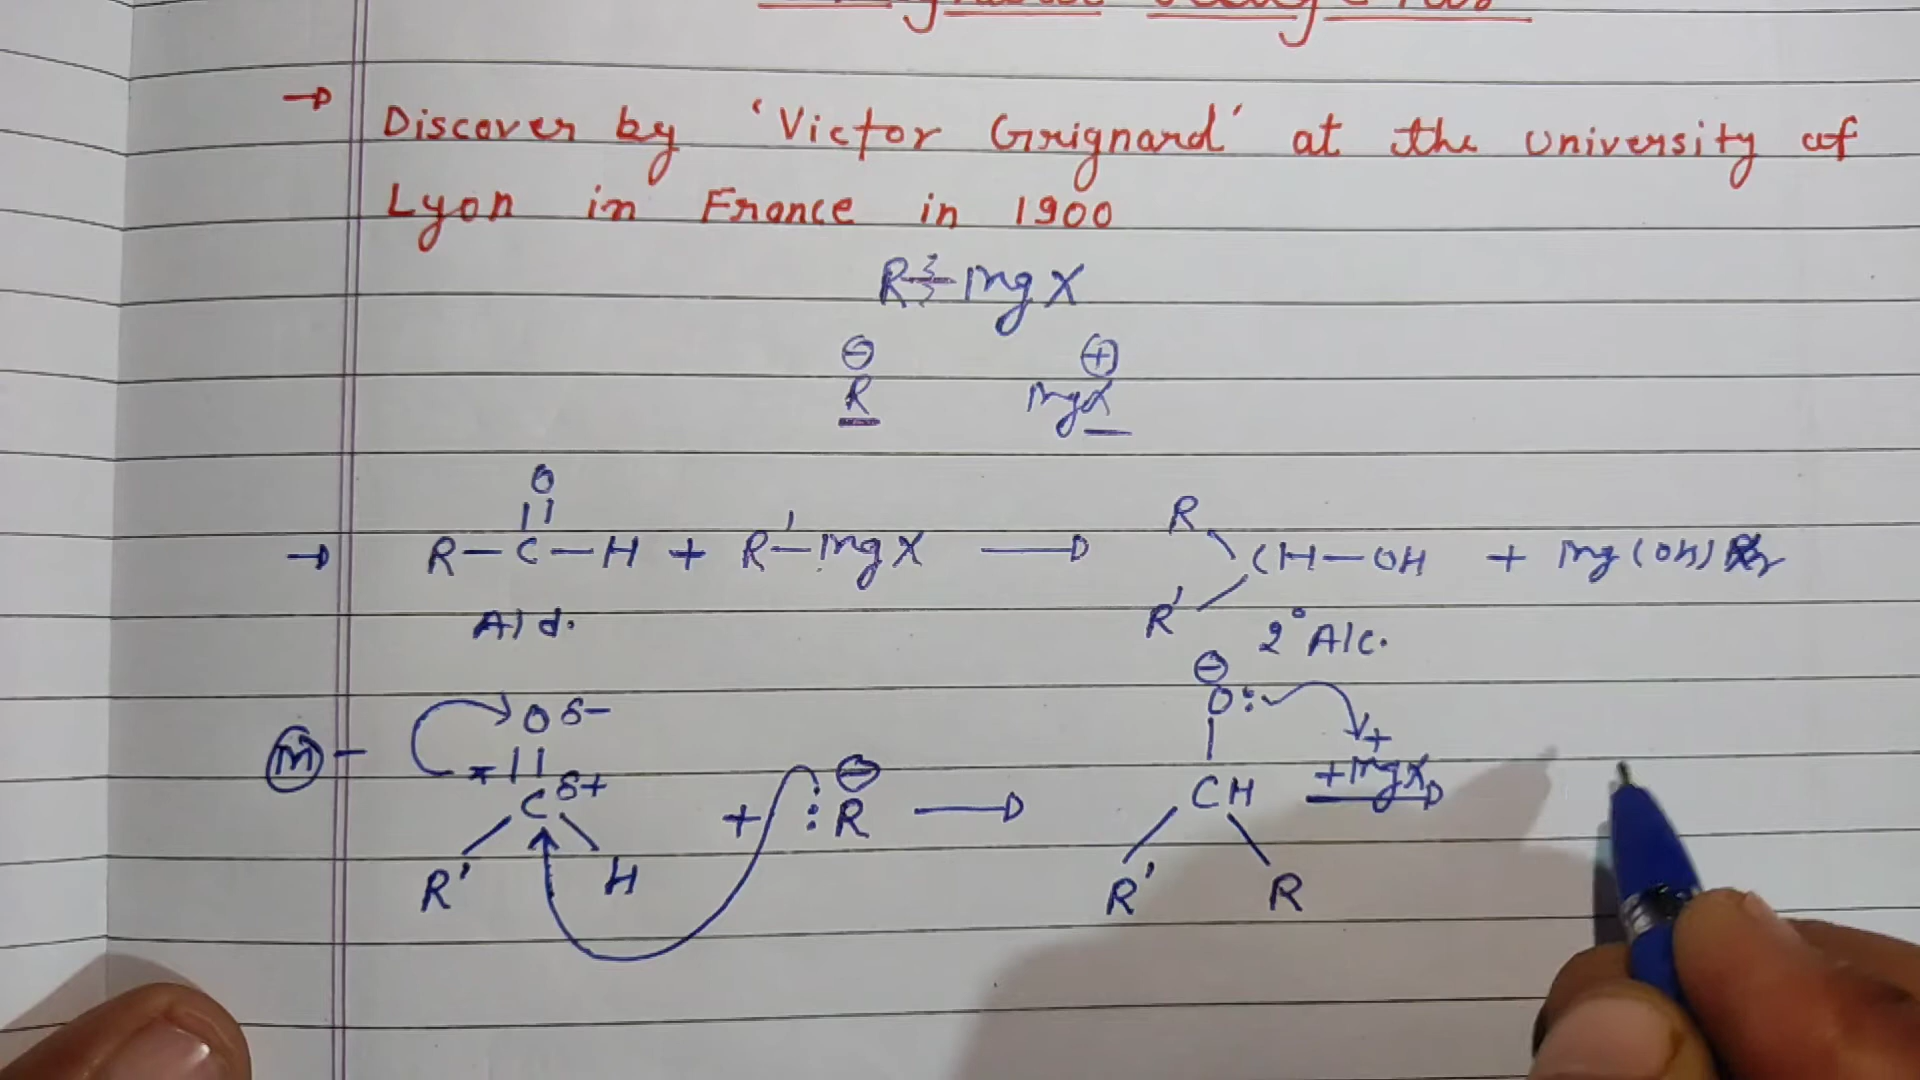 → Discover by 'Victor Grignard' at the University of
Lyon in France in 1900
R-MgX
⊖ ⊕
R MgX
O
→ R-C-H + R'-MgX → R CH-OH + Mg(OH)
R'
Ald. 2° Alc.
⊖
M - O δ- O:
C δ+ + :R ⊖ → CH +MgX +
R' H R' R